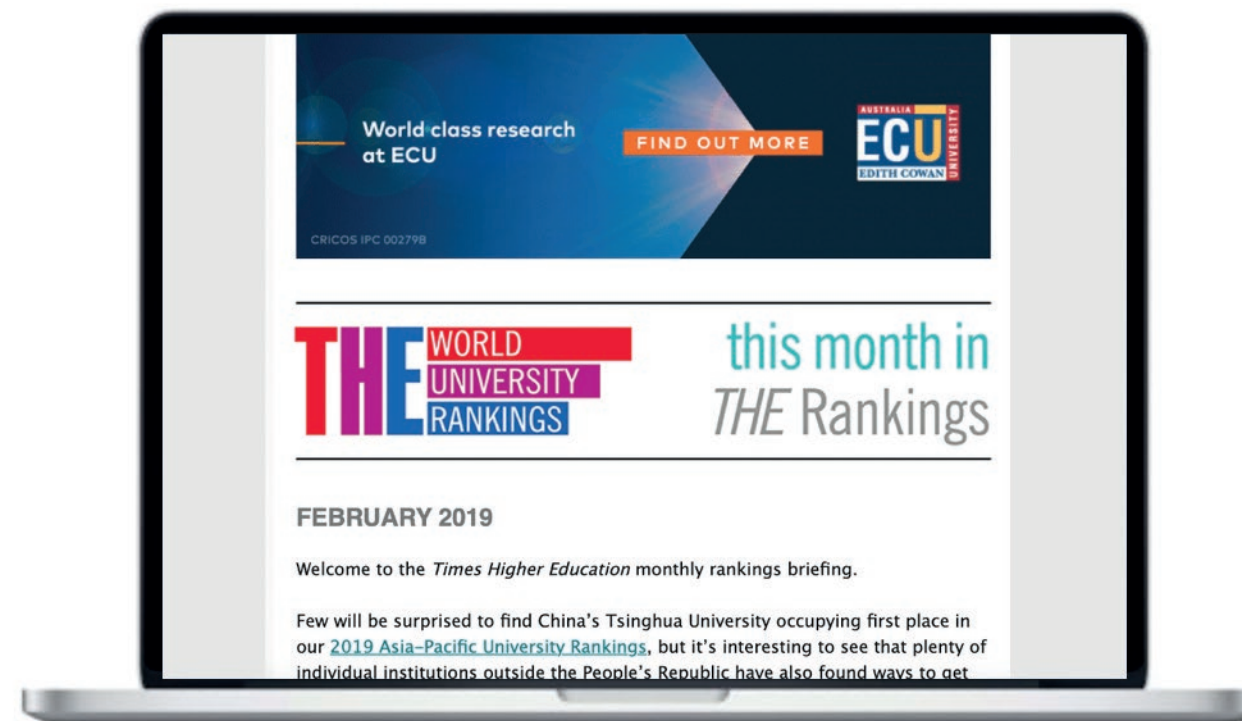 World class research
at ECU
FIND OUT MORE
AUSTRALIA
ECU
EDITH COWAN
UNIVERSITY
CRICOS IPC 00279B
THE WORLD
UNIVERSITY
RANKINGS
this month in
THE Rankings
FEBRUARY 2019
Welcome to the Times Higher Education monthly rankings briefing.
Few will be surprised to find China’s Tsinghua University occupying first place in
our 2019 Asia–Pacific University Rankings, but it’s interesting to see that plenty of
individual institutions outside the People’s Republic have also found ways to get